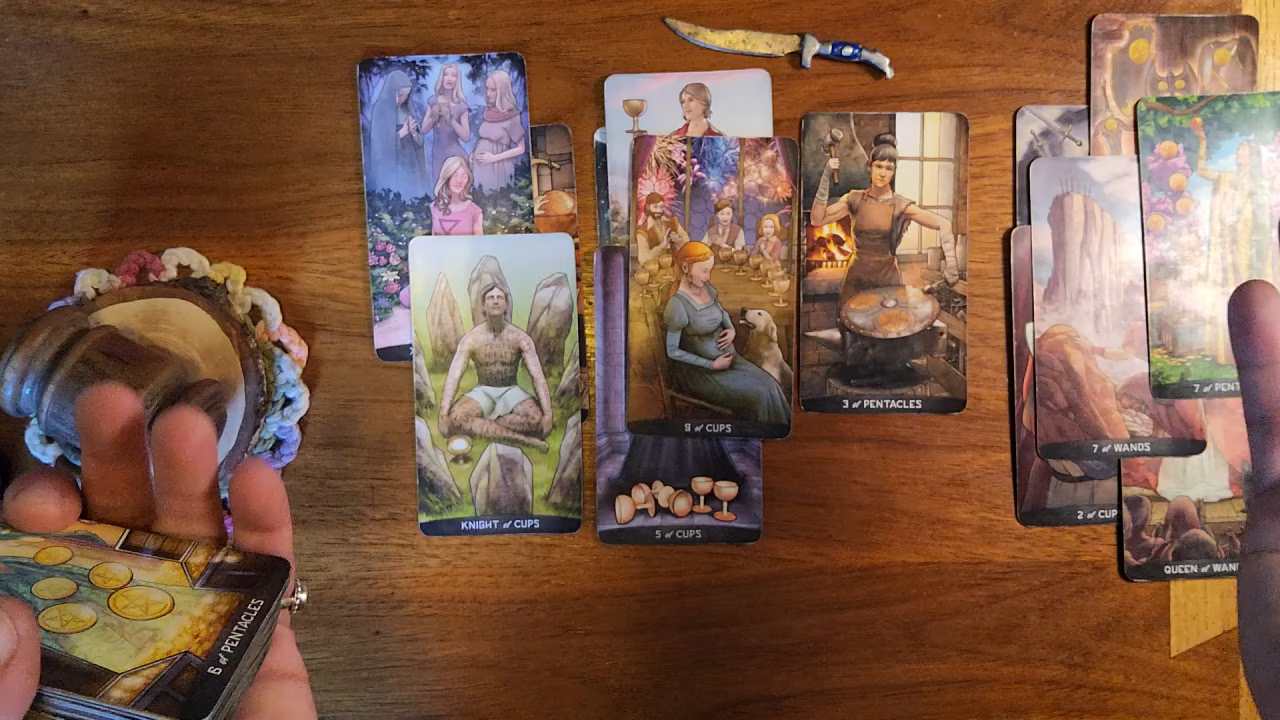 3 of PENTACLES
7 of PENT
9 of CUPS
7 of WANDS
2 of CUP
KNIGHT of CUPS
5 of CUPS
QUEEN of WAN
6 of PENTACLES